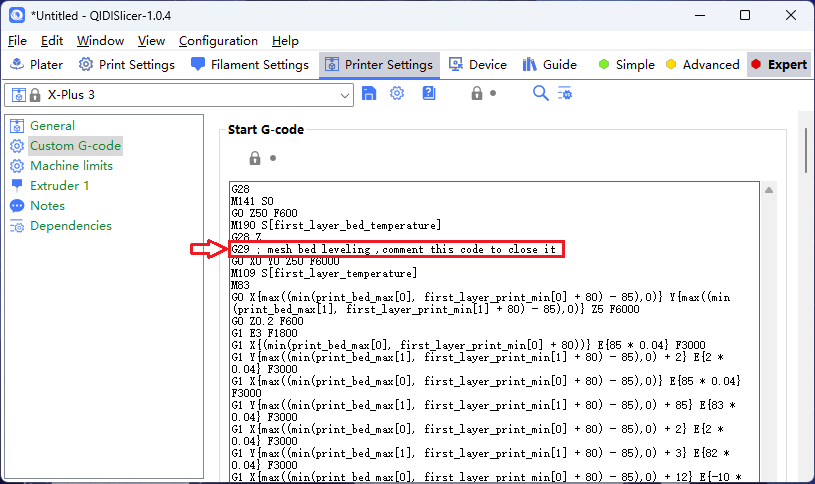 *Untitled - QIDISlicer-1.0.4
File Edit Window View Configuration Help
Plater Print Settings Filament Settings Printer Settings Device Guide Simple Advanced Expert
X-Plus 3
General
Custom G-code
Machine limits
Extruder 1
Notes
Dependencies
Start G-code
G28
M141 S0
G0 Z50 F600
M190 S[first_layer_bed_temperature]
G28 Z
G29 ; mesh bed leveling ,comment this code to close it
G0 X0 Y0 Z50 F6000
M109 S[first_layer_temperature]
M83
G0 X{max((min(print_bed_max[0], first_layer_print_min[0] + 80) - 85),0)} Y{max((min
(print_bed_max[1], first_layer_print_min[1] + 80) - 85),0)} Z5 F6000
G0 Z0.2 F600
G1 E3 F1800
G1 X{(min(print_bed_max[0], first_layer_print_min[0] + 80))} E{85 * 0.04} F3000
G1 Y{max((min(print_bed_max[1], first_layer_print_min[1] + 80) - 85),0) + 2} E{2 *
0.04} F3000
G1 X{max((min(print_bed_max[0], first_layer_print_min[0] + 80) - 85),0)} E{85 * 0.04}
F3000
G1 Y{max((min(print_bed_max[1], first_layer_print_min[1] + 80) - 85),0) + 85} E{83 *
0.04} F3000
G1 X{max((min(print_bed_max[0], first_layer_print_min[0] + 80) - 85),0) + 2} E{2 *
0.04} F3000
G1 Y{max((min(print_bed_max[1], first_layer_print_min[1] + 80) - 85),0) + 3} E{82 *
0.04} F3000
G1 X{max((min(print_bed_max[0], first_layer_print_min[0] + 80) - 85),0) + 12} E{-10 *